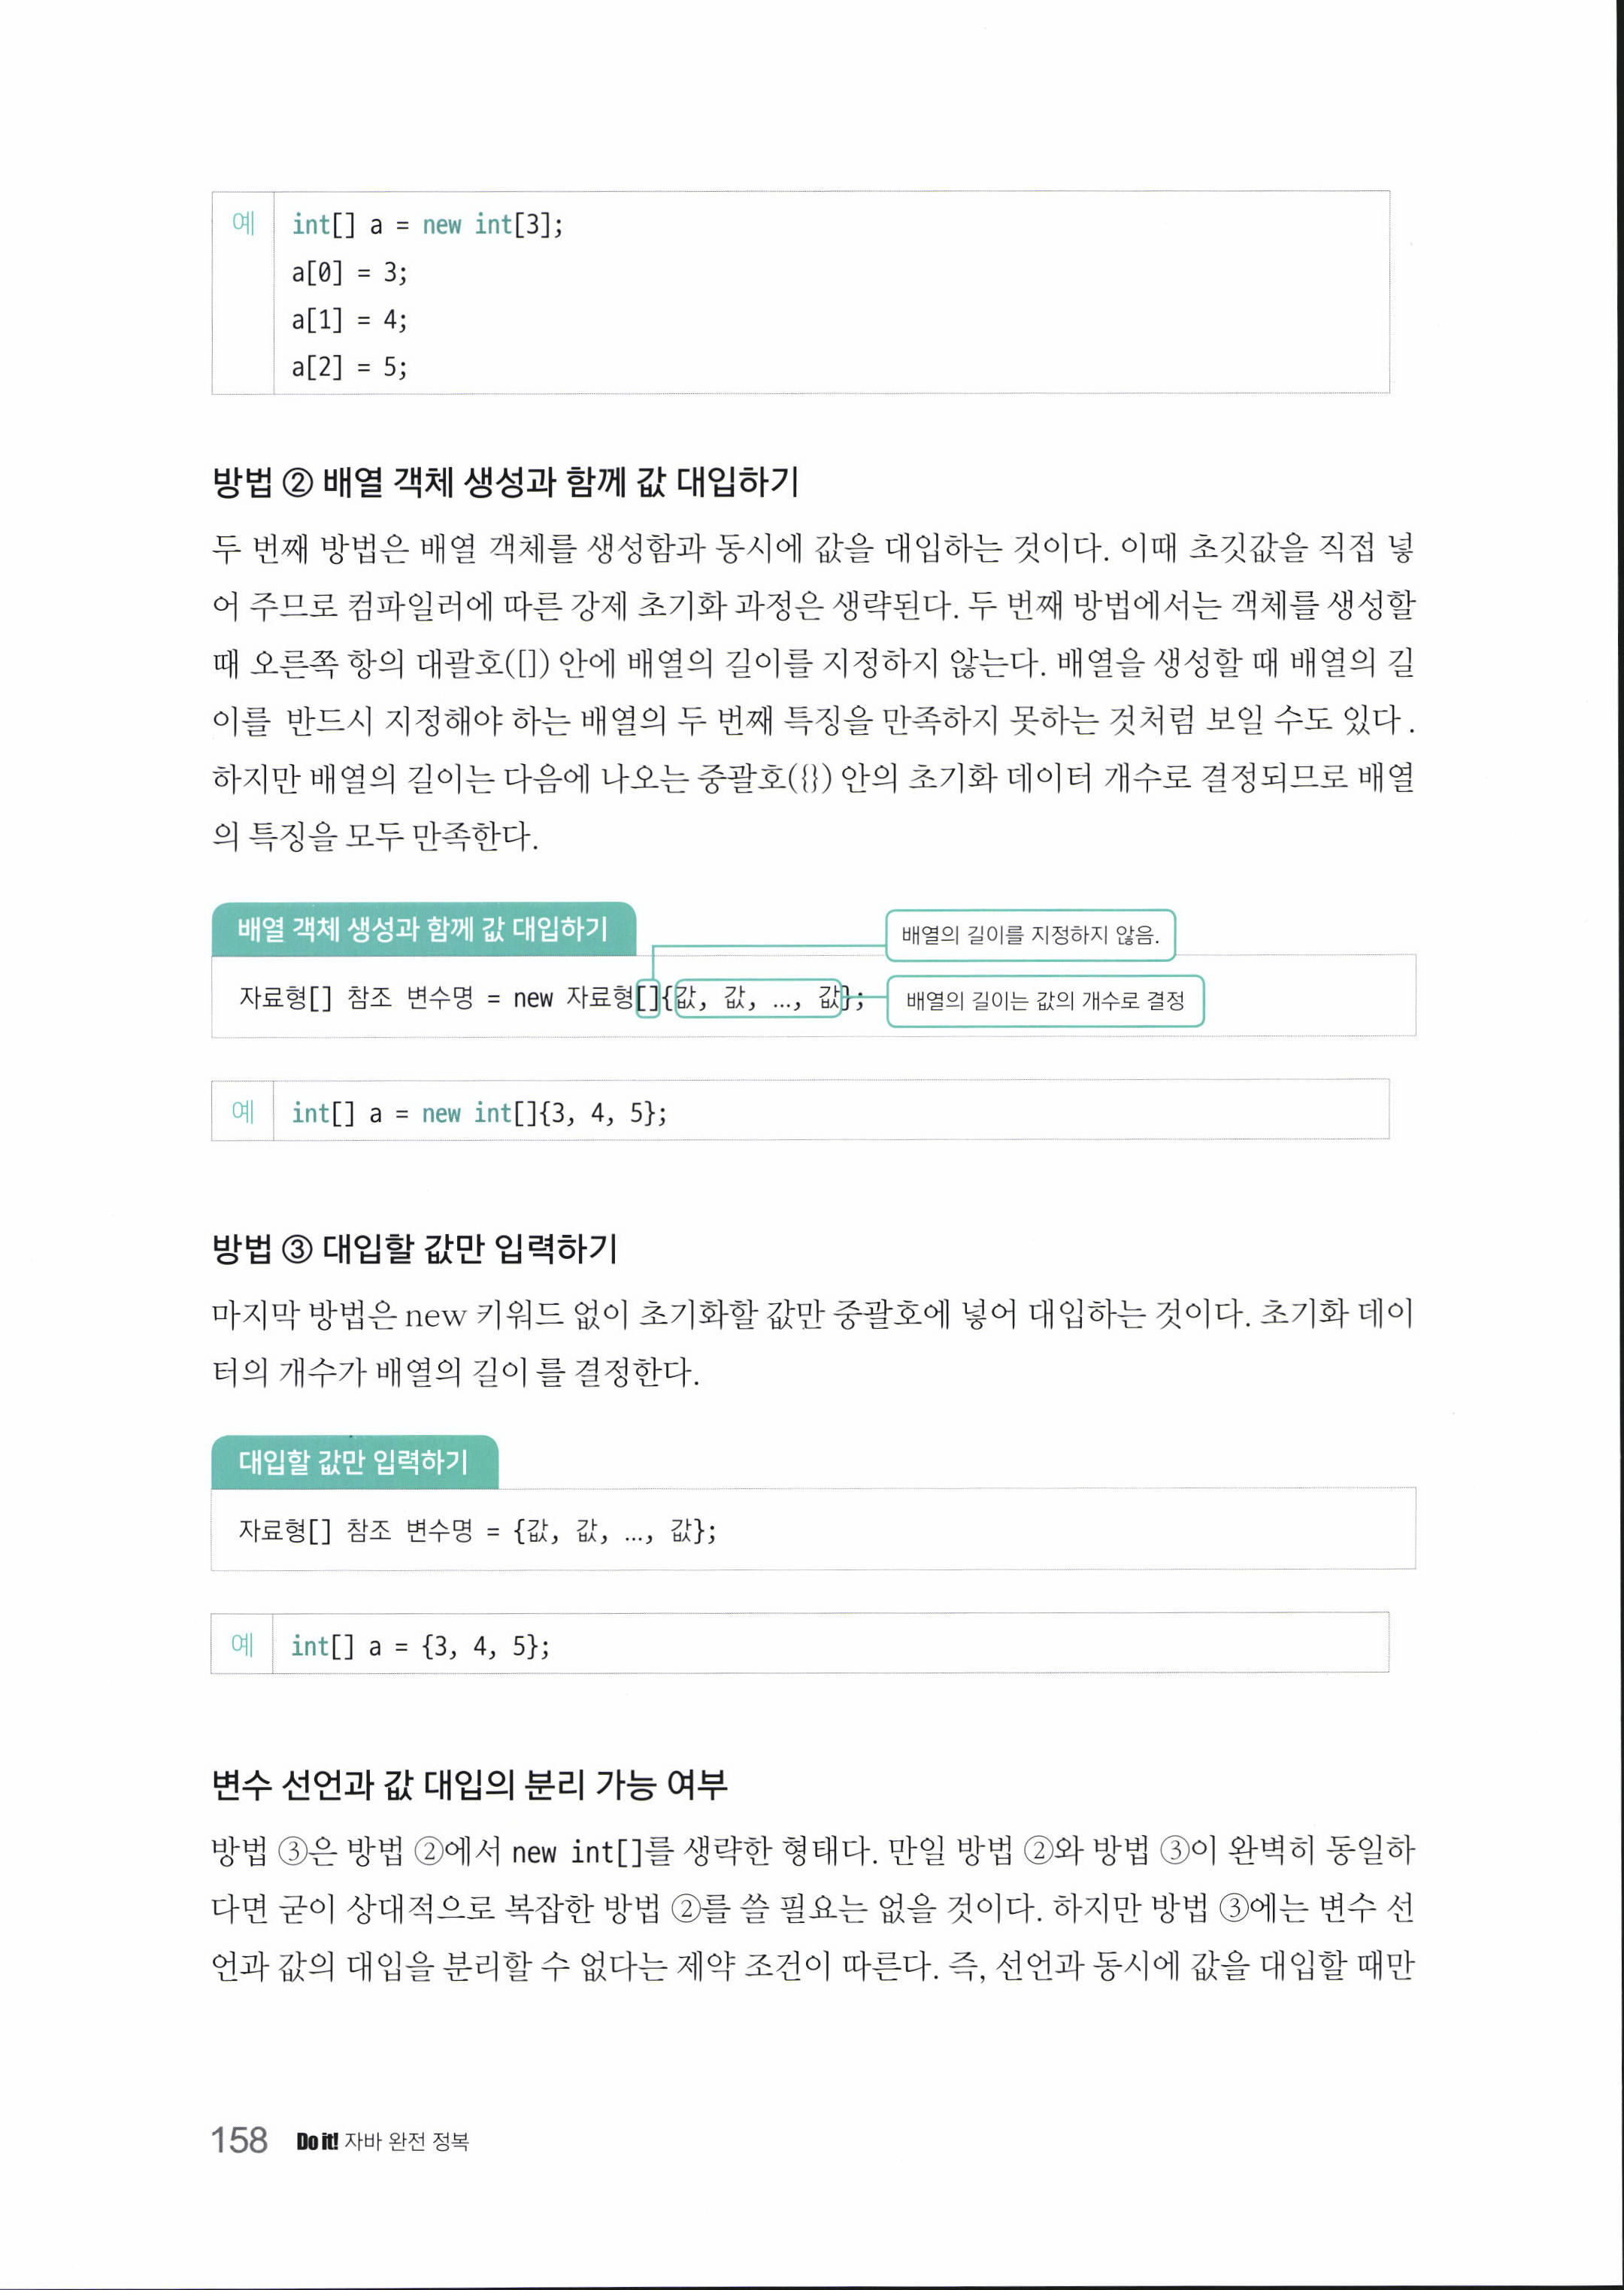 예 int[] a = new int[3];
a[0] = 3;
a[1] = 4;
a[2] = 5;
방법 ② 배열 객체 생성과 함께 값 대입하기
두 번째 방법은 배열 객체를 생성함과 동시에 값을 대입하는 것이다. 이때 초깃값을 직접 넣
어 주므로 컴파일러에 따른 강제 초기화 과정은 생략된다. 두 번째 방법에서는 객체를 생성할
때 오른쪽 항의 대괄호([]) 안에 배열의 길이를 지정하지 않는다. 배열을 생성할 때 배열의 길
이를 반드시 지정해야 하는 배열의 두 번째 특징을 만족하지 못하는 것처럼 보일 수도 있다.
하지만 배열의 길이는 다음에 나오는 중괄호({}) 안의 초기화 데이터 개수로 결정되므로 배열
의 특징을 모두 만족한다.
배열 객체 생성과 함께 값 대입하기
배열의 길이를 지정하지 않음.
자료형[] 참조 변수명 = new 자료형[]{값, 값, …, 값};
배열의 길이는 값의 개수로 결정
예 int[] a = new int[]{3, 4, 5};
방법 ③ 대입할 값만 입력하기
마지막 방법은 new 키워드 없이 초기화할 값만 중괄호에 넣어 대입하는 것이다. 초기화 데이
터의 개수가 배열의 길이를 결정한다.
대입할 값만 입력하기
자료형[] 참조 변수명 = {값, 값, …, 값};
예 int[] a = {3, 4, 5};
변수 선언과 값 대입의 분리 가능 여부
방법 ③은 방법 ②에서 new int[]를 생략한 형태다. 만일 방법 ②와 방법 ③이 완벽히 동일하
다면 굳이 상대적으로 복잡한 방법 ②를 쓸 필요는 없을 것이다. 하지만 방법 ③에는 변수 선
언과 값의 대입을 분리할 수 없다는 제약 조건이 따른다. 즉, 선언과 동시에 값을 대입할 때만
158 Do it! 자바 완전 정복